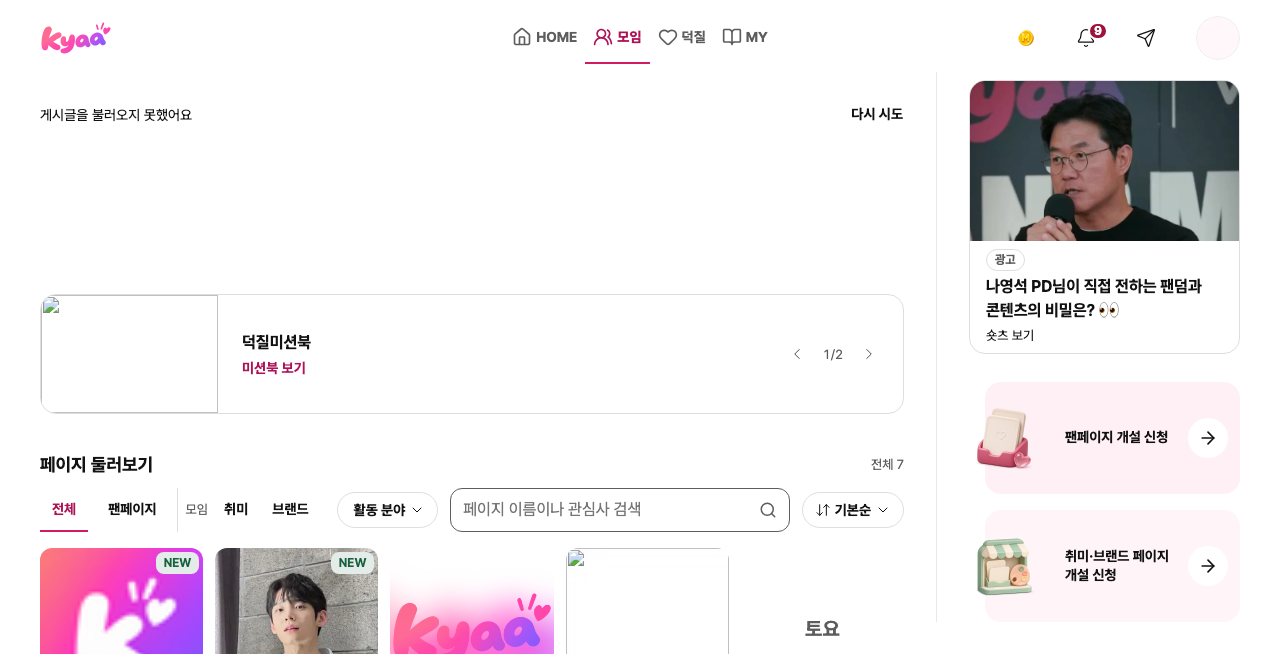 kyaa
HOME
모임
덕질
MY
9
게시글을 불러오지 못했어요
다시 시도
광고
나영석 PD님이 직접 전하는 팬덤과
콘텐츠의 비밀은? 👀
숏츠 보기
덕질미션북
미션북 보기
1/2
팬페이지 개설 신청
페이지 둘러보기
전체 7
전체
팬페이지
모임
취미
브랜드
활동 분야
페이지 이름이나 관심사 검색
기본순
취미·브랜드 페이지
개설 신청
NEW
NEW
kyaa
토요